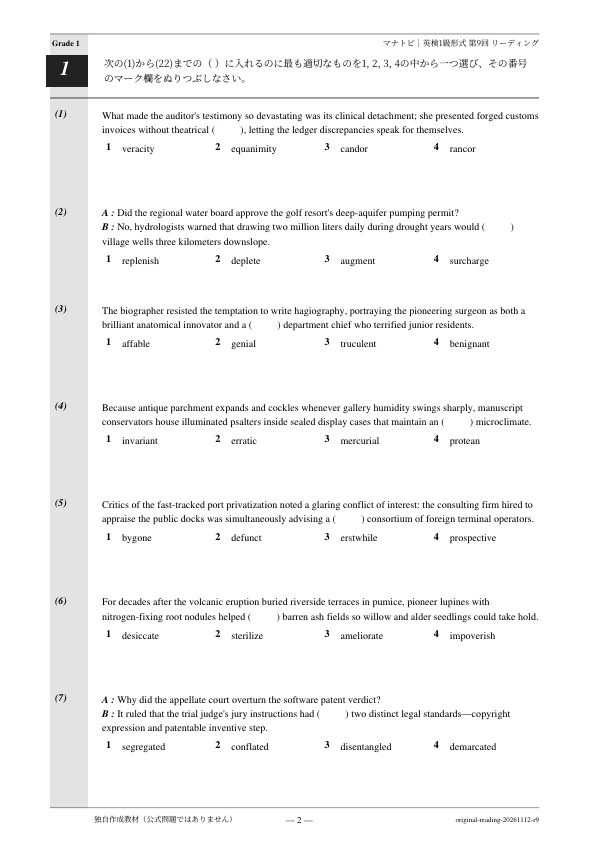 Grade 1
マナトビ｜英検1級形式 第9回 リーディング
1
次の(1)から(22)までの（ ）に入れるのに最も適切なものを1, 2, 3, 4の中から一つ選び、その番号
のマーク欄をぬりつぶしなさい。
(1)
What made the auditor's testimony so devastating was its clinical detachment; she presented forged customs
invoices without theatrical ( ), letting the ledger discrepancies speak for themselves.
1 veracity 2 equanimity 3 candor 4 rancor
(2)
A : Did the regional water board approve the golf resort's deep-aquifer pumping permit?
B : No, hydrologists warned that drawing two million liters daily during drought years would ( )
village wells three kilometers downslope.
1 replenish 2 deplete 3 augment 4 surcharge
(3)
The biographer resisted the temptation to write hagiography, portraying the pioneering surgeon as both a
brilliant anatomical innovator and a ( ) department chief who terrified junior residents.
1 affable 2 genial 3 truculent 4 benignant
(4)
Because antique parchment expands and cockles whenever gallery humidity swings sharply, manuscript
conservators house illuminated psalters inside sealed display cases that maintain an ( ) microclimate.
1 invariant 2 erratic 3 mercurial 4 protean
(5)
Critics of the fast-tracked port privatization noted a glaring conflict of interest: the consulting firm hired to
appraise the public docks was simultaneously advising a ( ) consortium of foreign terminal operators.
1 bygone 2 defunct 3 erstwhile 4 prospective
(6)
For decades after the volcanic eruption buried riverside terraces in pumice, pioneer lupines with
nitrogen-fixing root nodules helped ( ) barren ash fields so willow and alder seedlings could take hold.
1 desiccate 2 sterilize 3 ameliorate 4 impoverish
(7)
A : Why did the appellate court overturn the software patent verdict?
B : It ruled that the trial judge's jury instructions had ( ) two distinct legal standards—copyright
expression and patentable inventive step.
1 segregated 2 conflated 3 disentangled 4 demarcated
独自作成教材（公式問題ではありません）
— 2 —
original-reading-20261112-r9